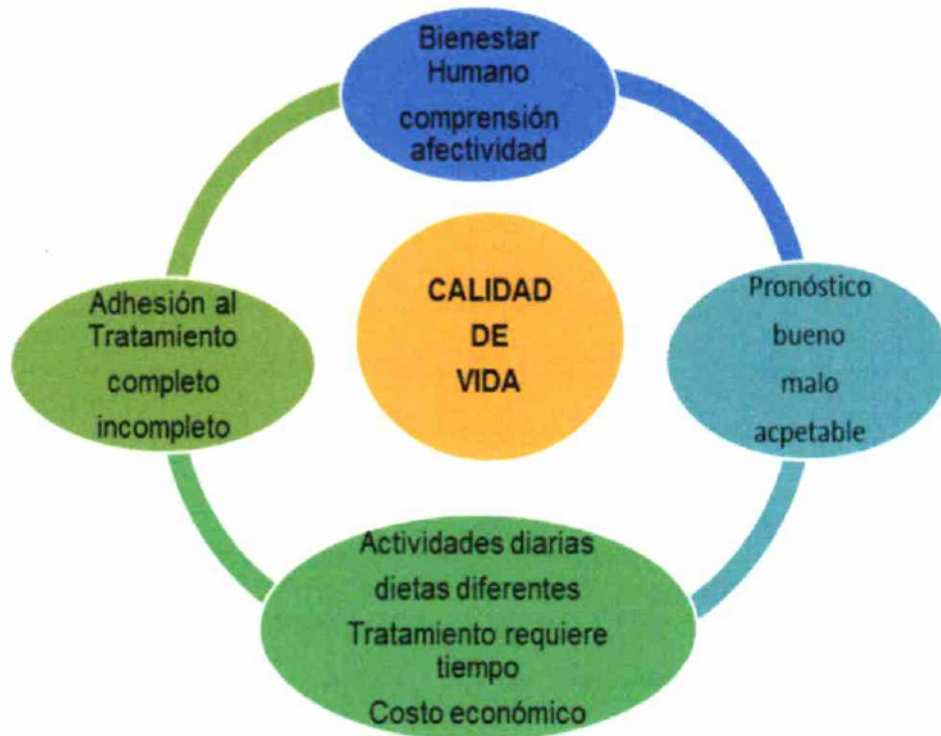 Bienestar
Humano
comprensión
afectividad
CALIDAD
DE
VIDA
Pronóstico
bueno
malo
acpetable
Actividades diarias
dietas diferentes
Tratamiento requiere
tiempo
Costo económico
Adhesión al
Tratamiento
completo
incompleto